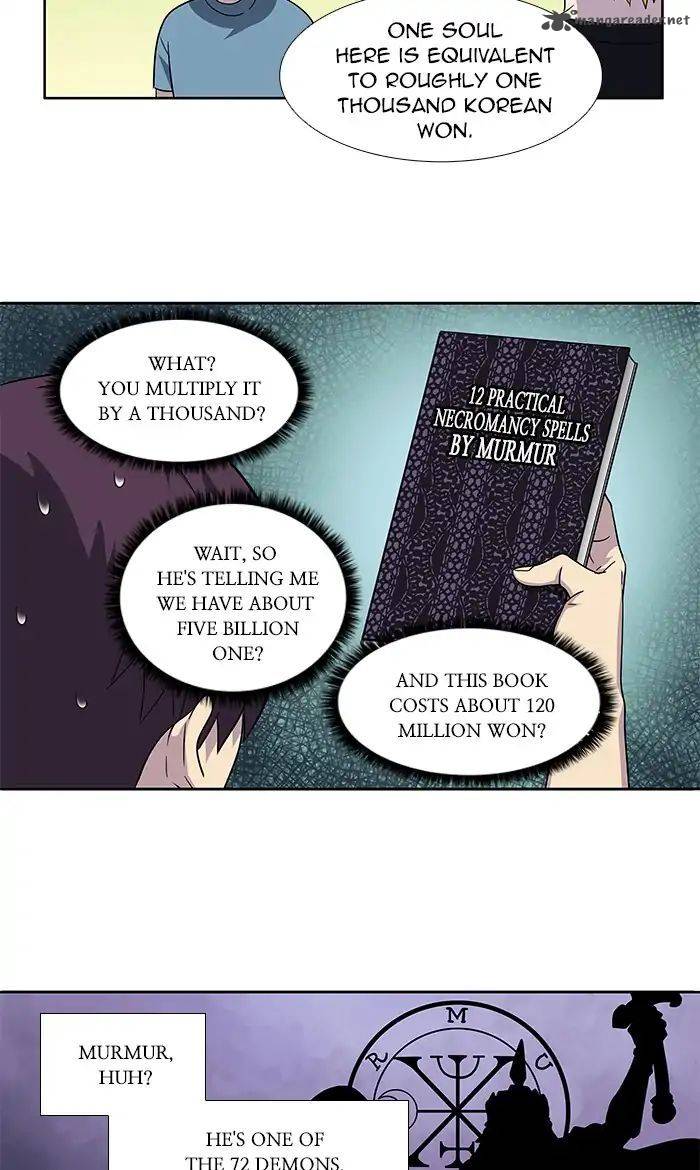 mangareader.net
ONE SOUL
HERE IS EQUIVALENT
TO ROUGHLY ONE
THOUSAND KOREAN
WON.
WHAT?
YOU MULTIPLY IT
BY A THOUSAND?
12 PRACTICAL
NECROMANCY SPELLS
BY MURMUR
WAIT, SO
HE'S TELLING ME
WE HAVE ABOUT
FIVE BILLION
ONE?
AND THIS BOOK
COSTS ABOUT 120
MILLION WON?
R M U
MURMUR,
HUH?
HE'S ONE OF
THE 72 DEMONS.